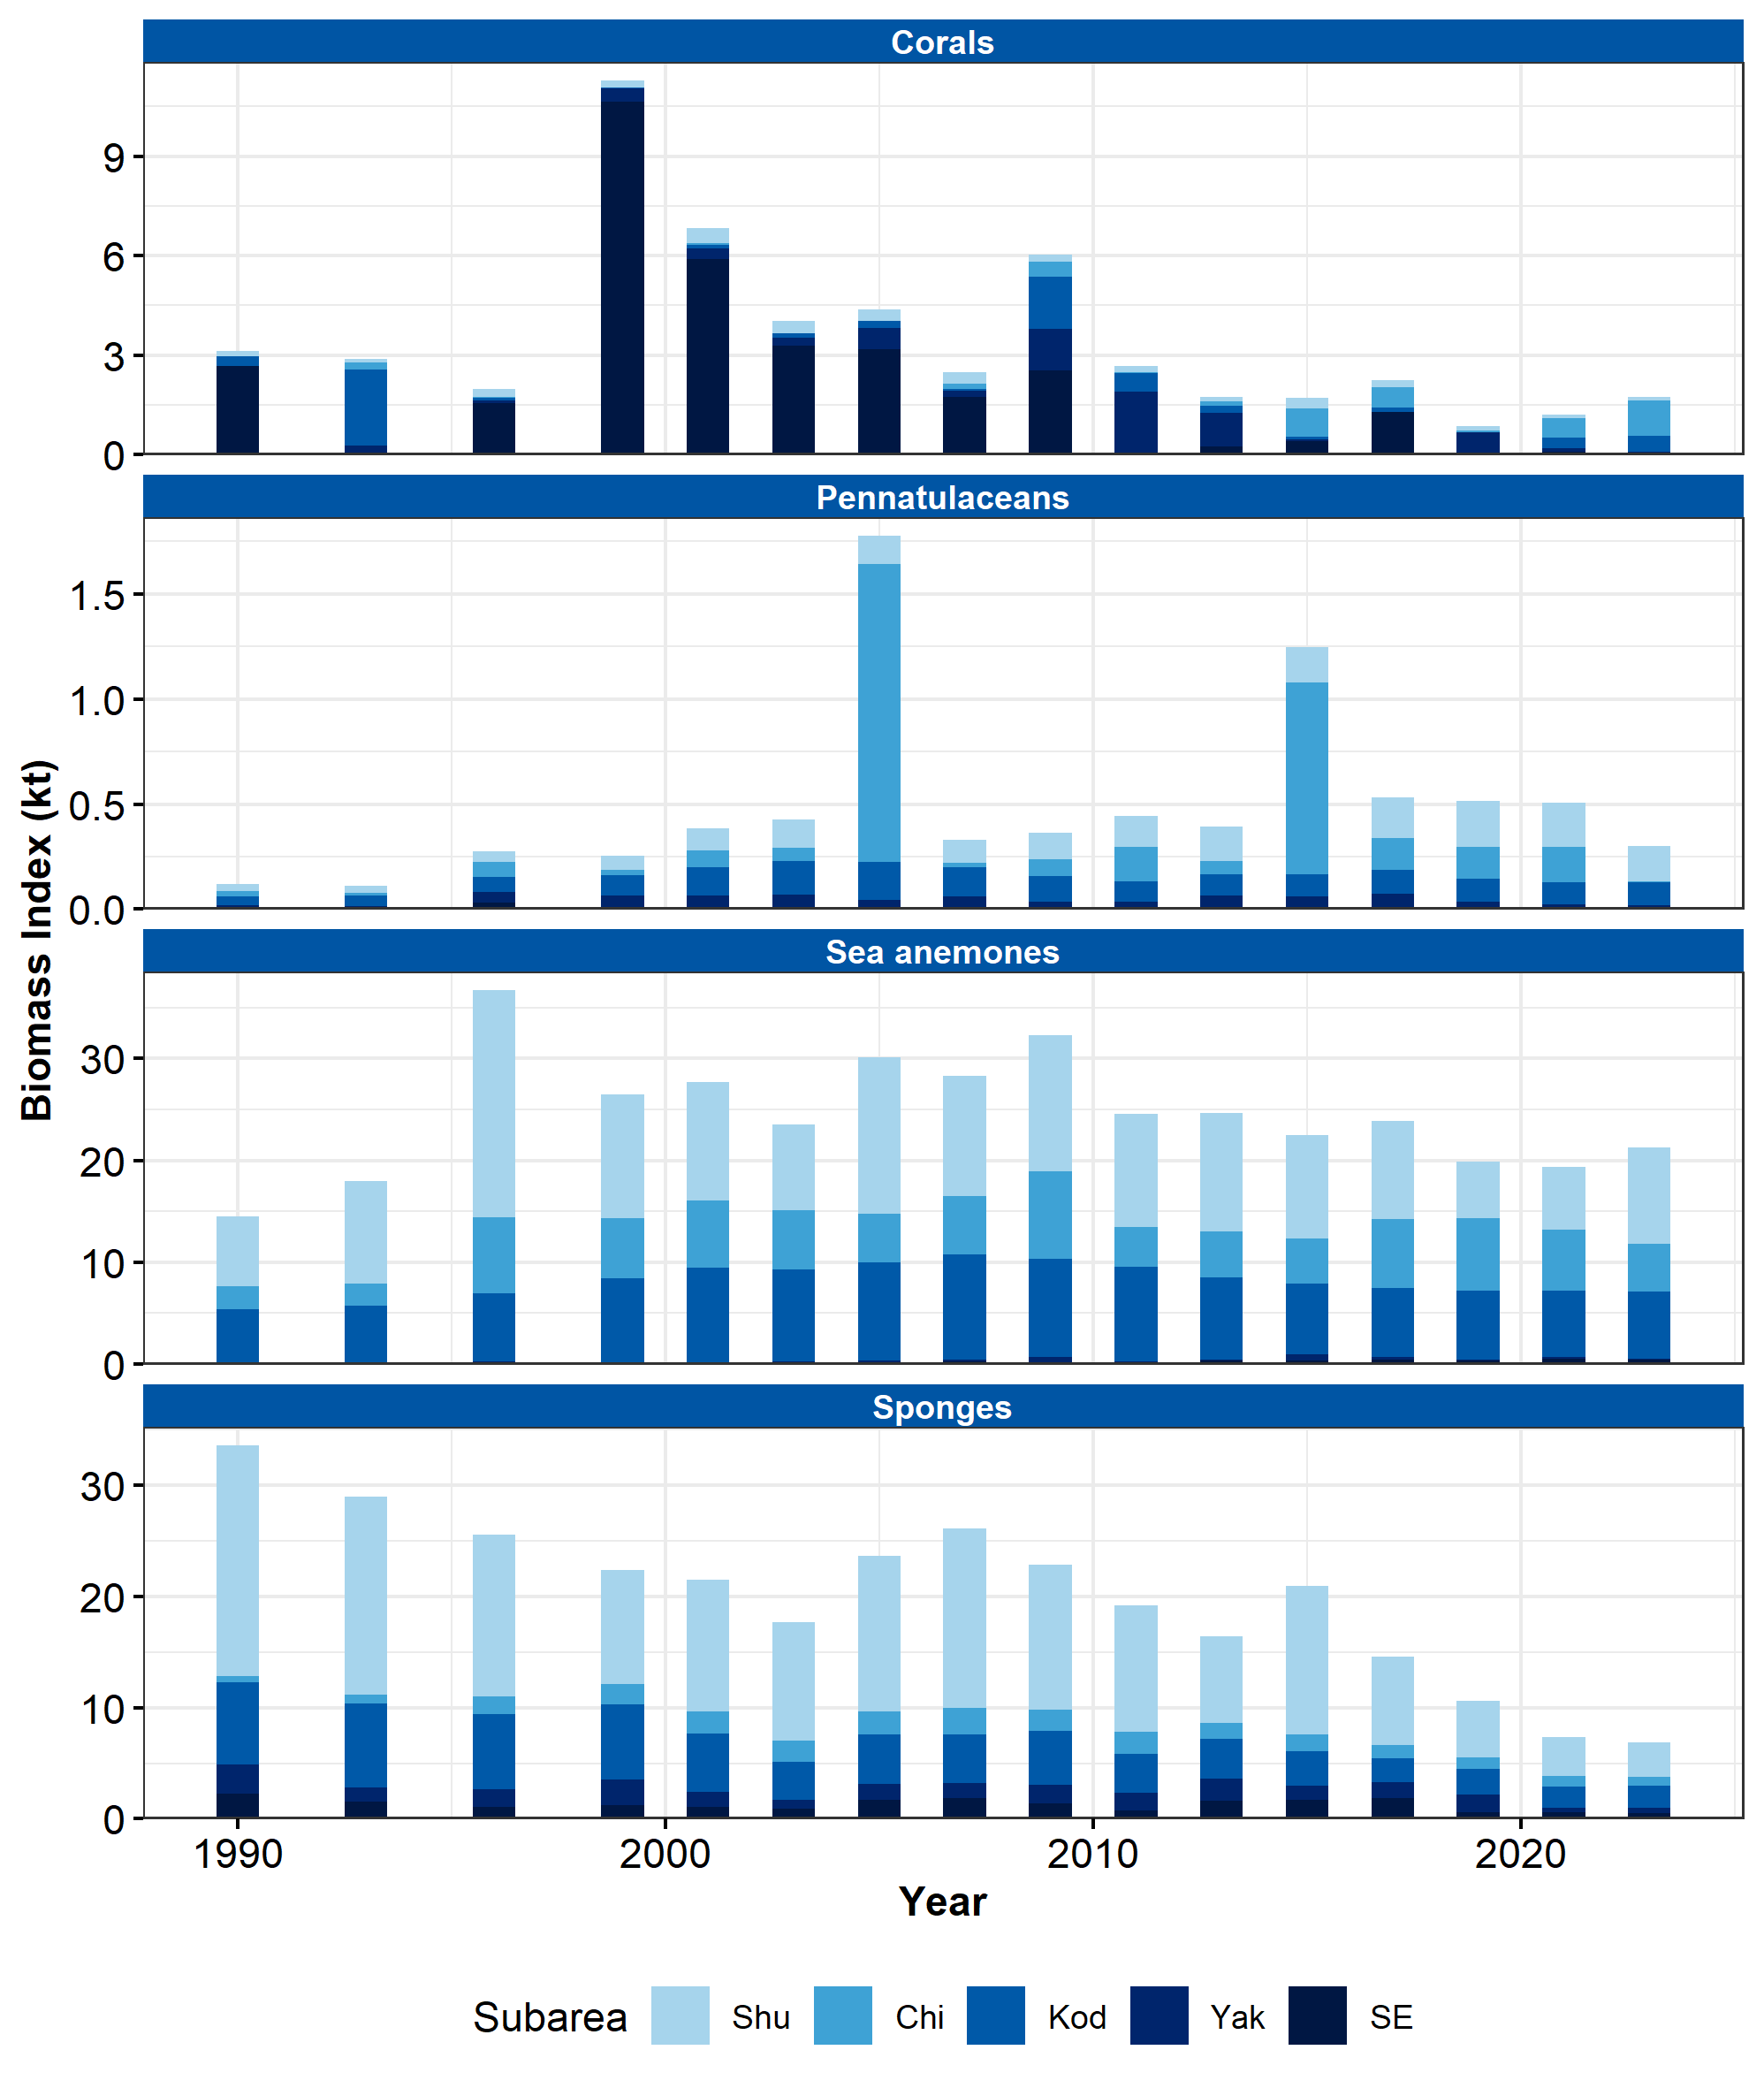 Corals
9
6
3
0
Pennatulaceans
1.5
1.0
0.5
0.0
Sea anemones
30
20
10
0
Sponges
30
20
10
0
Biomass Index (kt)
1990 2000 2010 2020
Year
Subarea Shu Chi Kod Yak SE